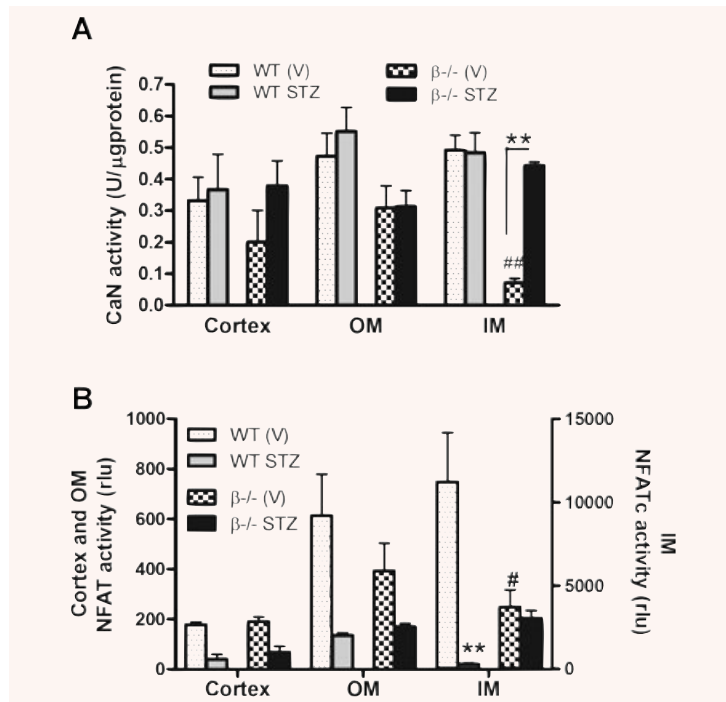 A
WT (V)
WT STZ
β-/- (V)
β-/- STZ
CaN activity (U/µgprotein)
0.7
0.6
0.5
0.4
0.3
0.2
0.1
0.0
**
##
Cortex
OM
IM
B
WT (V)
WT STZ
β-/- (V)
β-/- STZ
Cortex and OM
NFAT activity (rlu)
1000
800
600
400
200
0
15000
10000
5000
0
IM
NFATc activity (rlu)
**
#
Cortex
OM
IM